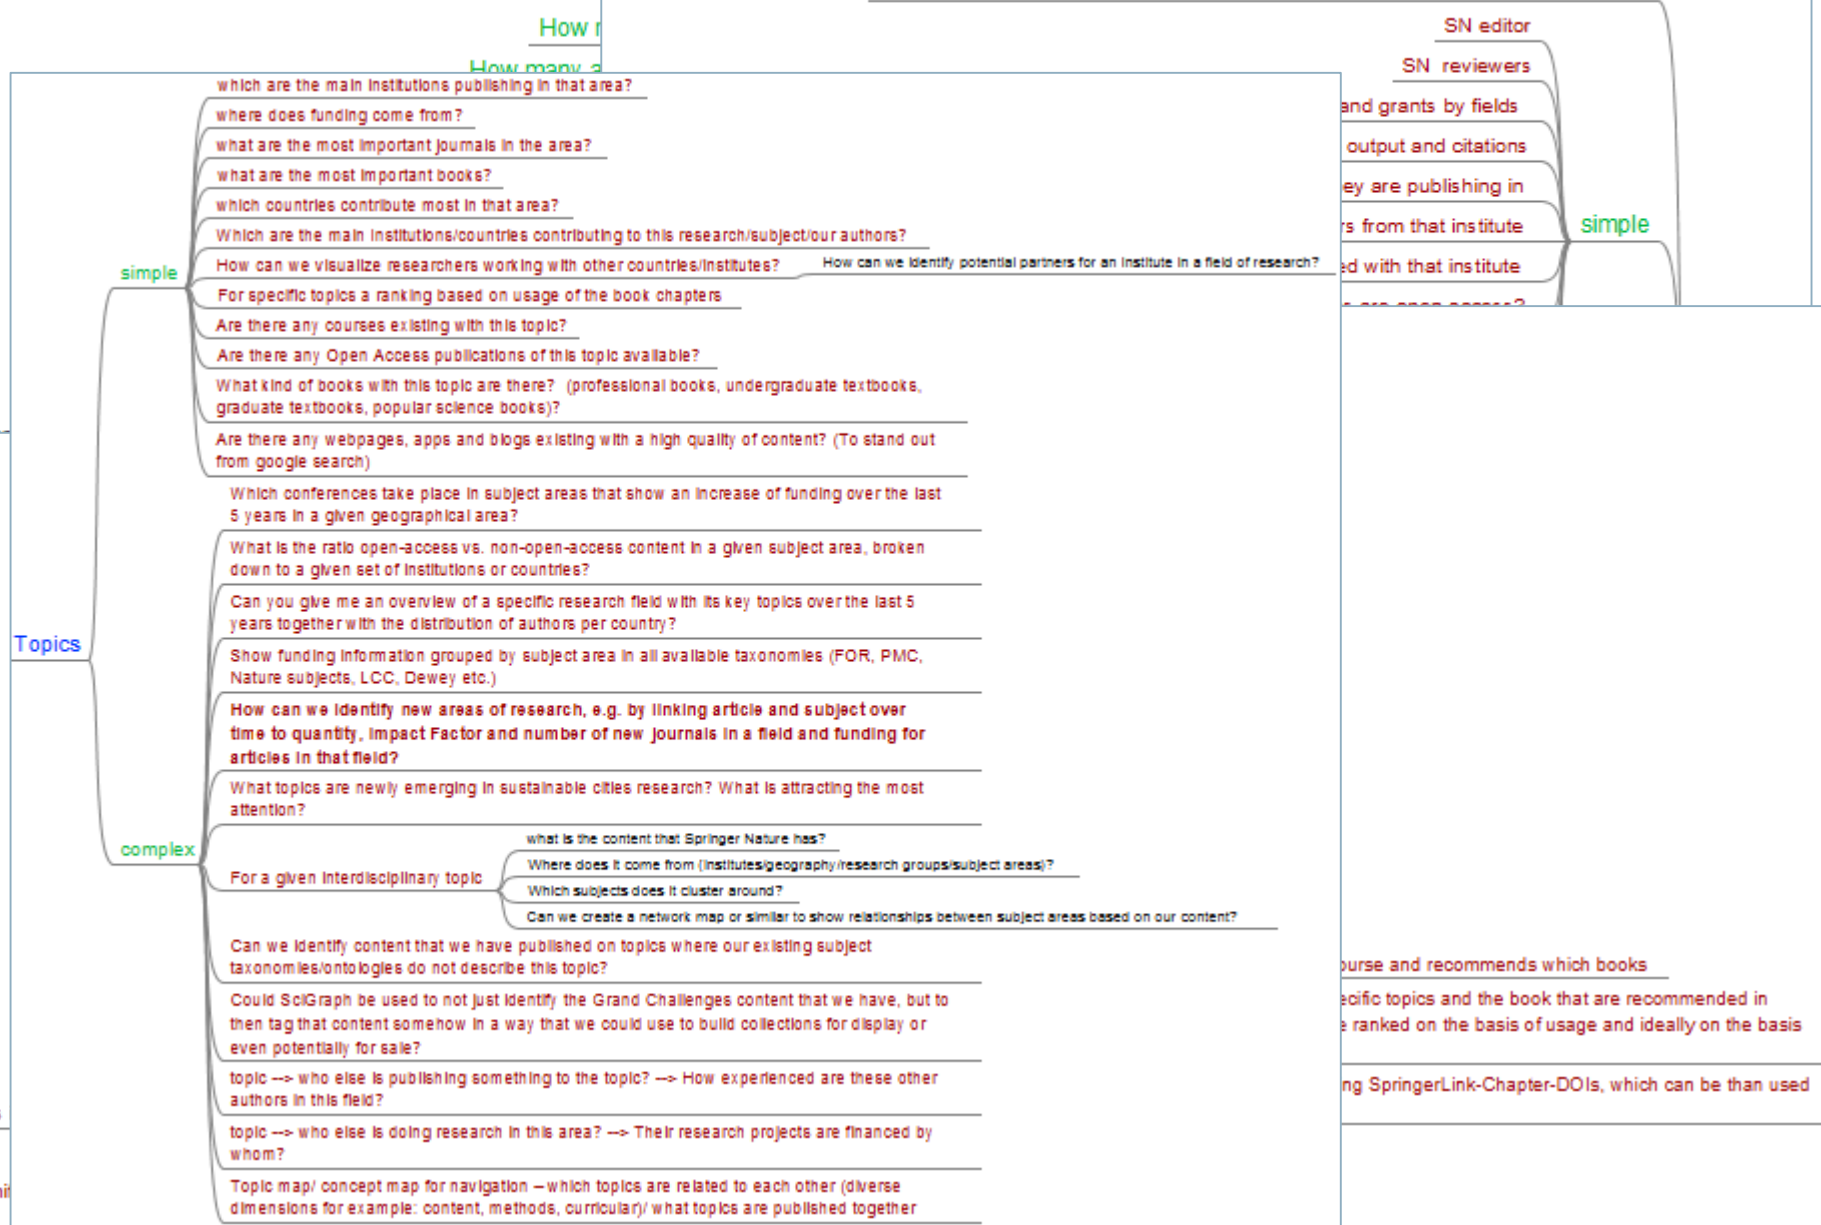 How
How many a
SN editor
SN reviewers
and grants by fields
output and citations
ey are publishing in
rs from that institute
simple
ed with that institute
which are the main institutions publishing in that area?
where does funding come from?
what are the most important journals in the area?
what are the most important books?
which countries contribute most in that area?
Which are the main institutions/countries contributing to this research/subject/our authors?
How can we visualize researchers working with other countries/institutes?
How can we identify potential partners for an institute in a field of research?
simple
For specific topics a ranking based on usage of the book chapters
Are there any courses existing with this topic?
Are there any Open Access publications of this topic available?
What kind of books with this topic are there? (professional books, undergraduate textbooks,
graduate textbooks, popular science books)?
Are there any webpages, apps and blogs existing with a high quality of content? (To stand out
from google search)
Which conferences take place in subject areas that show an increase of funding over the last
5 years in a given geographical area?
What is the ratio open-access vs. non-open-access content in a given subject area, broken
down to a given set of institutions or countries?
Can you give me an overview of a specific research field with its key topics over the last 5
years together with the distribution of authors per country?
Topics
Show funding information grouped by subject area in all available taxonomies (FOR, PMC,
Nature subjects, LCC, Dewey etc.)
How can we identify new areas of research, e.g. by linking article and subject over
time to quantity, Impact Factor and number of new journals in a field and funding for
articles in that field?
What topics are newly emerging in sustainable cities research? What is attracting the most
attention?
complex
For a given interdisciplinary topic
what is the content that Springer Nature has?
Where does it come from (institutes/geography/research groups/subject areas)?
Which subjects does it cluster around?
Can we create a network map or similar to show relationships between subject areas based on our content?
Can we identify content that we have published on topics where our existing subject
taxonomies/ontologies do not describe this topic?
Could SciGraph be used to not just identify the Grand Challenges content that we have, but to
then tag that content somehow in a way that we could use to build collections for display or
even potentially for sale?
topic --> who else is publishing something to the topic? --> How experienced are these other
authors in this field?
topic --> who else is doing research in this area? --> Their research projects are financed by
whom?
Topic map/ concept map for navigation – which topics are related to each other (diverse
dimensions for example: content, methods, curricular)/ what topics are published together
ourse and recommends which books
ecific topics and the book that are recommended in
e ranked on the basis of usage and ideally on the basis
ng SpringerLink-Chapter-DOIs, which can be than used